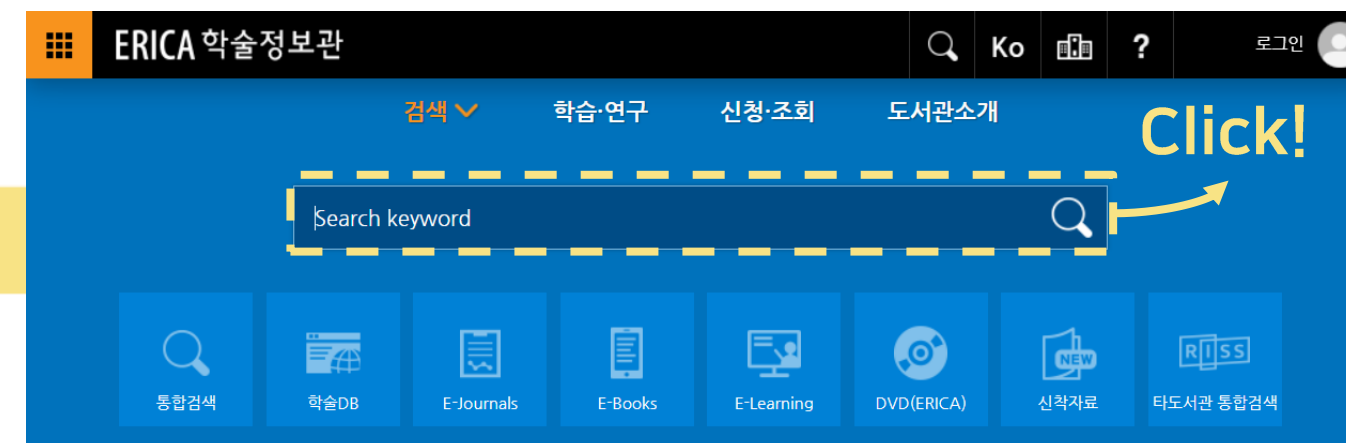 ERICA 학술정보관 Ko ? 로그인
검색 학습·연구 신청·조회 도서관소개
Click!
Search keyword
NEW RISS
통합검색 학술DB E-Journals E-Books E-Learning DVD(ERICA) 신착자료 타도서관 통합검색